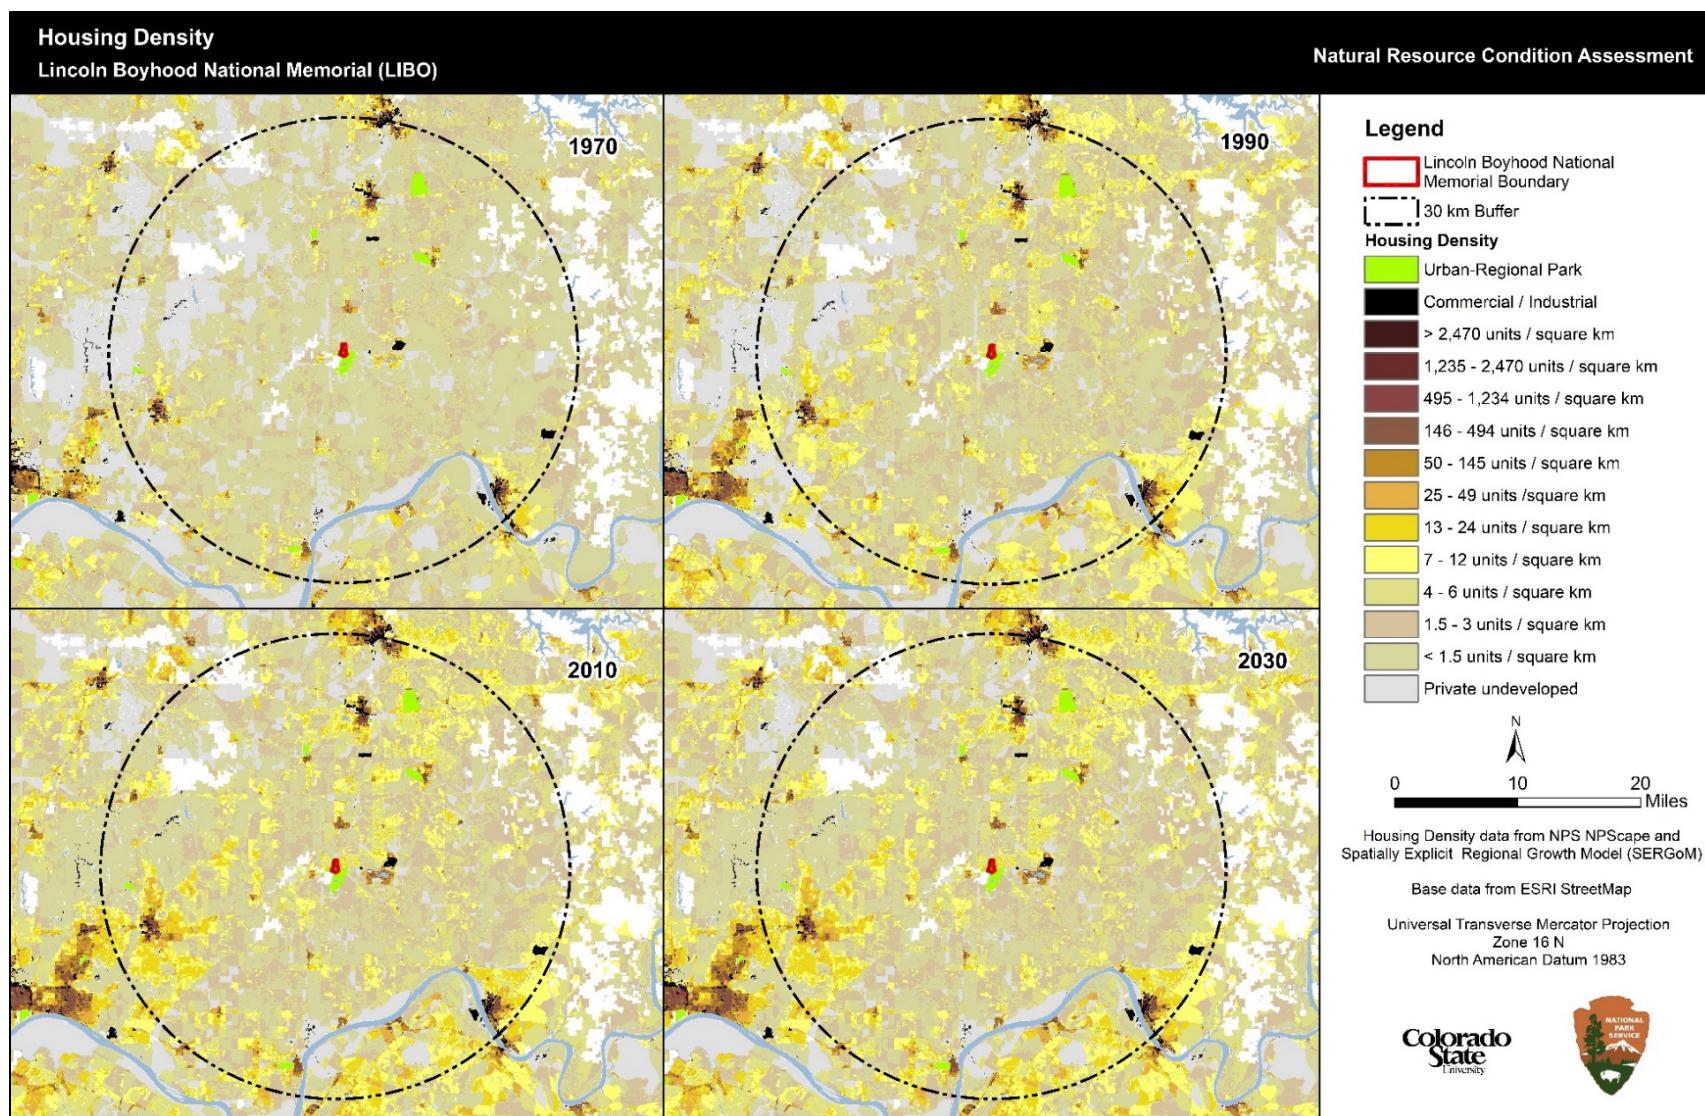 Housing Density
Lincoln Boyhood National Memorial (LIBO)
Natural Resource Condition Assessment
1970
1990
2010
2030
Legend
Lincoln Boyhood National
Memorial Boundary
30 km Buffer
Housing Density
Urban-Regional Park
Commercial / Industrial
> 2,470 units / square km
1,235 - 2,470 units / square km
495 - 1,234 units / square km
146 - 494 units / square km
50 - 145 units / square km
25 - 49 units /square km
13 - 24 units / square km
7 - 12 units / square km
4 - 6 units / square km
1.5 - 3 units / square km
< 1.5 units / square km
Private undeveloped
N
0 10 20
Miles
Housing Density data from NPS NPScape and
Spatially Explicit Regional Growth Model (SERGoM)
Base data from ESRI StreetMap
Universal Transverse Mercator Projection
Zone 16 N
North American Datum 1983
Colorado
State
University
NATIONAL
PARK
SERVICE